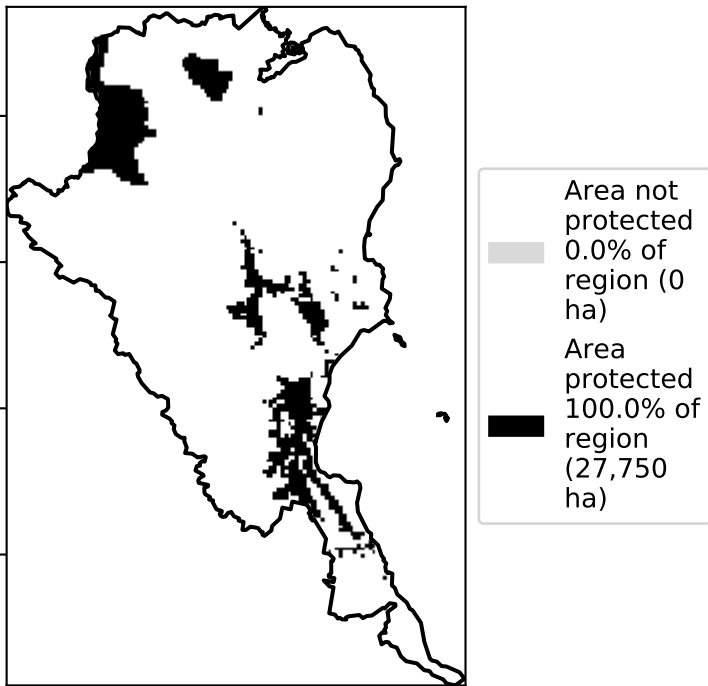 Area not
protected
0.0% of
region (0
ha)
Area
protected
100.0% of
region
(27,750
ha)